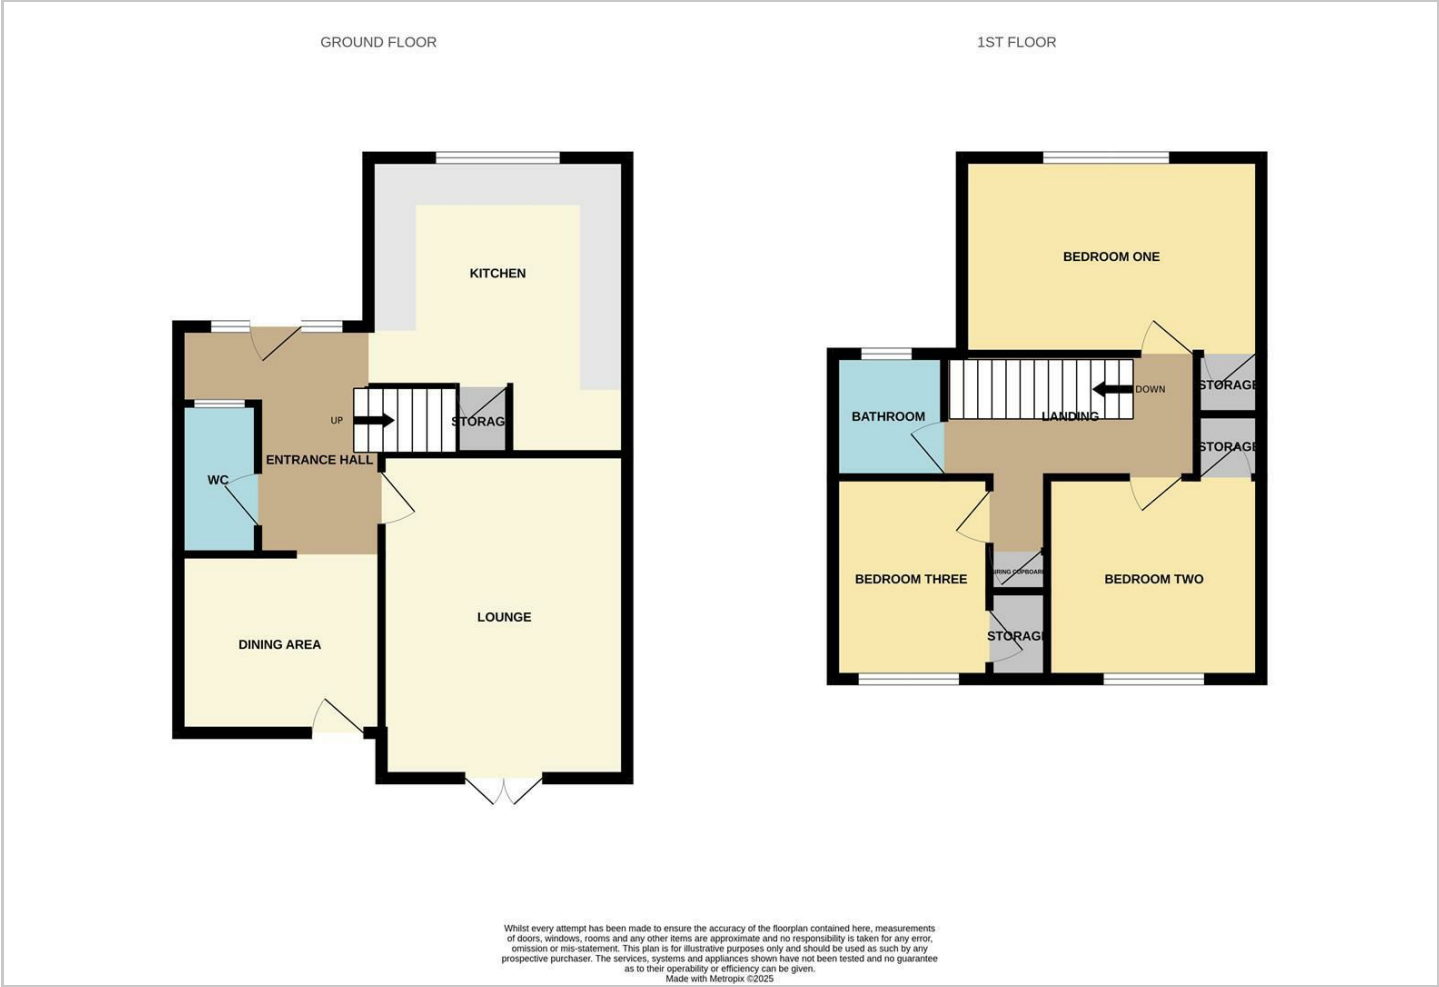 GROUND FLOOR
1ST FLOOR
KITCHEN
STORAG
UP
ENTRANCE HALL
WC
LOUNGE
DINING AREA
BEDROOM ONE
STORAGE
DOWN
BATHROOM
LANDING
STORAGE
BEDROOM THREE
BEDROOM TWO
STORAGE
Whilst every attempt has been made to ensure the accuracy of the floorplan contained here, measurements
of doors, windows, rooms and any other items are approximate and no responsibility is taken for any error,
omission or mis-statement. This plan is for illustrative purposes only and should be used as such by any
prospective purchaser. The services, systems and appliances shown have not been tested and no guarantee
as to their operability or efficiency can be given.
Made with Metropix ©2025